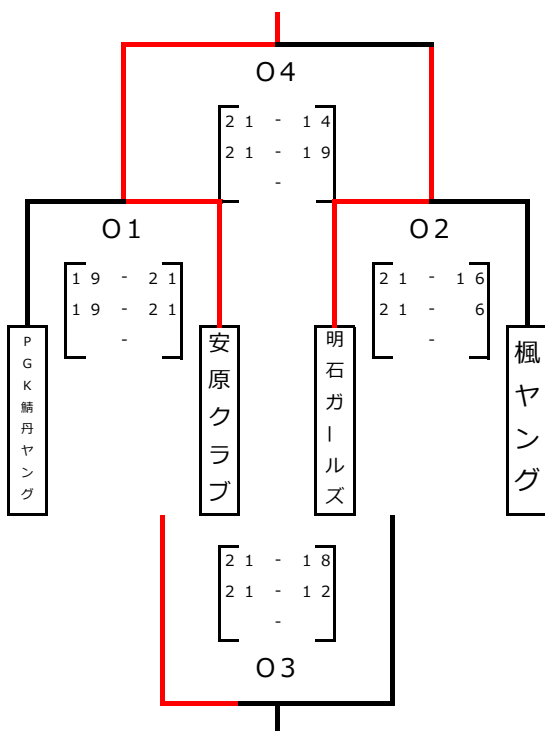 O4
21 - 14
21 - 19
-
O1
19 - 21
19 - 21
-
O2
21 - 16
21 - 6
-
PGK鯖丹ヤング
安原クラブ
明石ガールズ
楓ヤング
21 - 18
21 - 12
-
O3